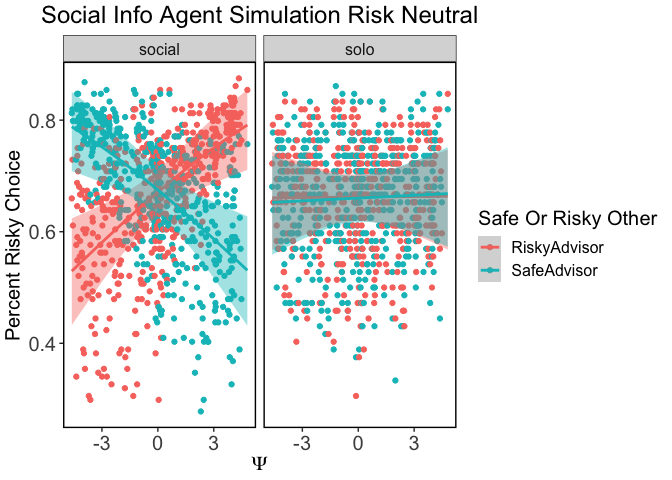 Social Info Agent Simulation Risk Neutral
social
solo
Percent Risky Choice
0.8
0.6
0.4
-3 0 3
-3 0 3
Ψ
Safe Or Risky Other
RiskyAdvisor
SafeAdvisor